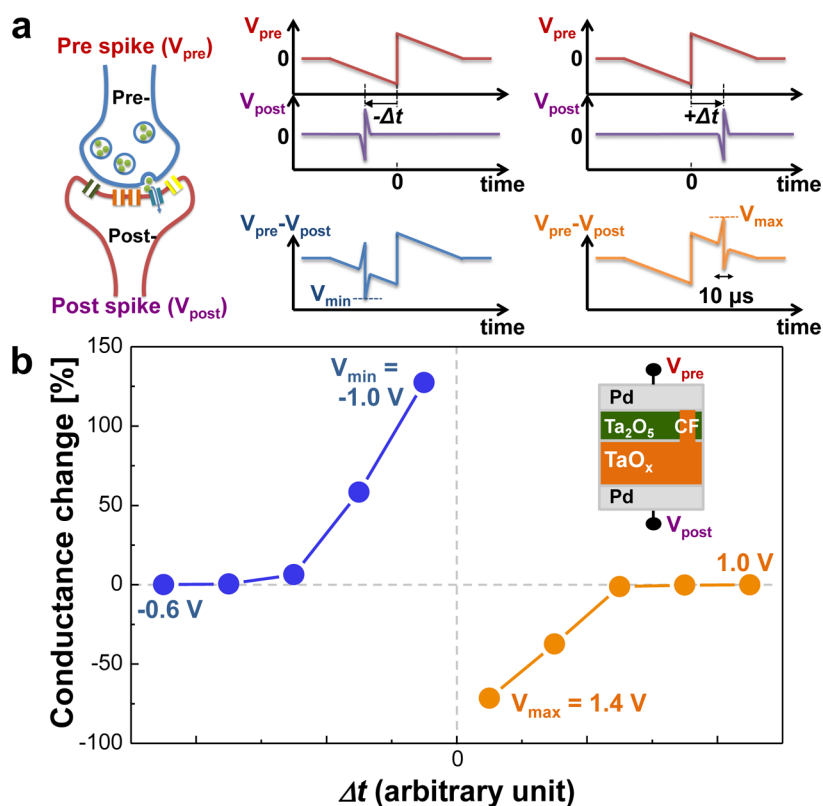 a
Pre spike (Vpre)
Pre-
Post-
Post spike (Vpost)
Vpre
0
Vpost
-Δt
0
0
time
Vpre-Vpost
Vmin
time
Vpre
0
Vpost
+Δt
0
0
time
Vpre-Vpost
Vmax
10 µs
time
b
Conductance change [%]
150
100
50
0
-50
-100
Vmin =
-1.0 V
-0.6 V
Vpre
Pd
Ta2O5
CF
TaOx
Pd
Vpost
1.0 V
Vmax = 1.4 V
0
Δt (arbitrary unit)